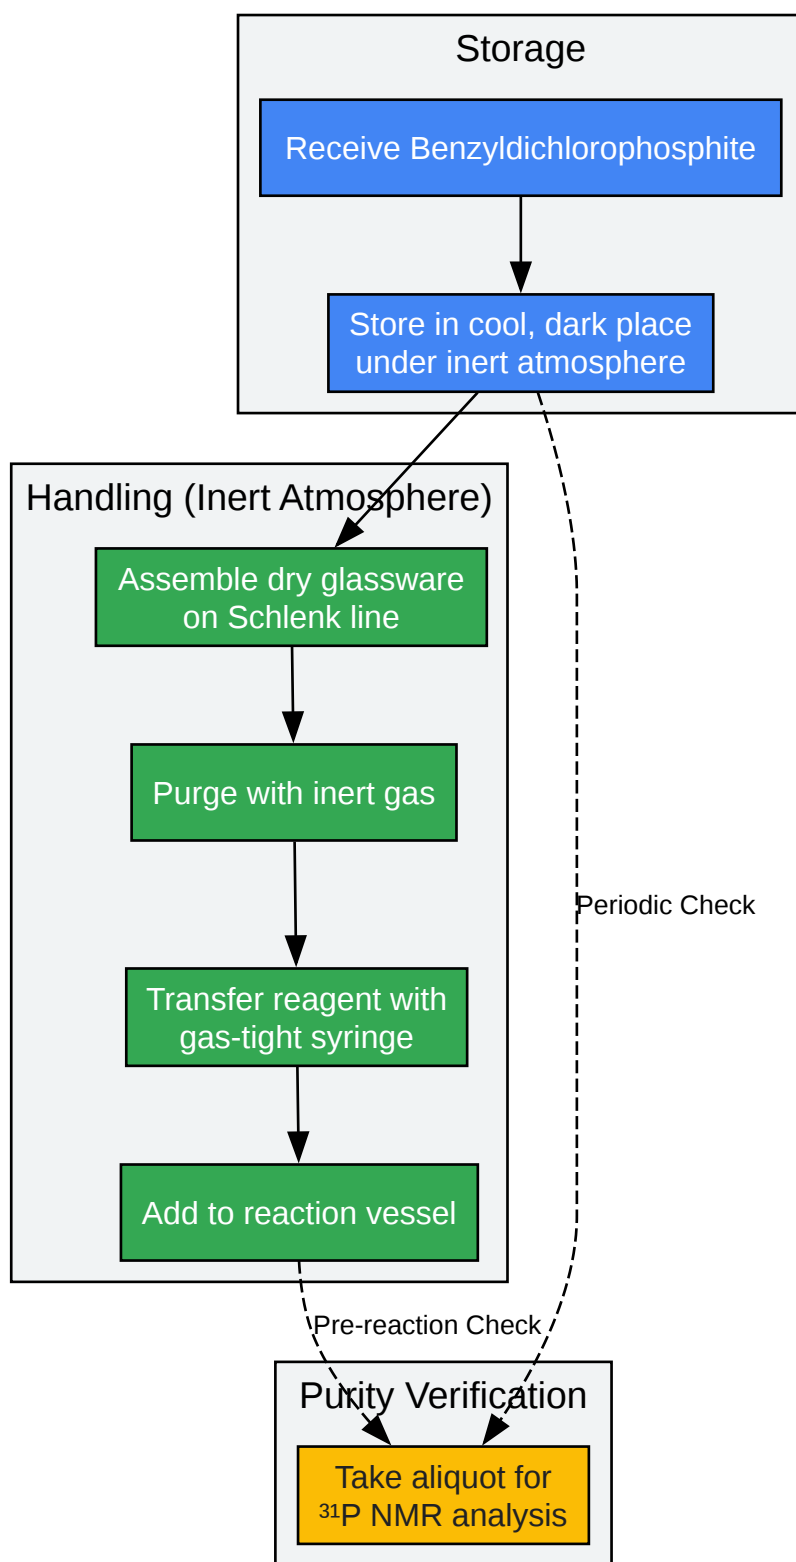 Storage
Receive Benzyldichlorophosphite
Store in cool, dark place
under inert atmosphere
Handling (Inert Atmosphere)
Assemble dry glassware
on Schlenk line
Purge with inert gas
Periodic Check
Transfer reagent with
gas-tight syringe
Add to reaction vessel
Pre-reaction Check
Purity Verification
Take aliquot for
³¹P NMR analysis